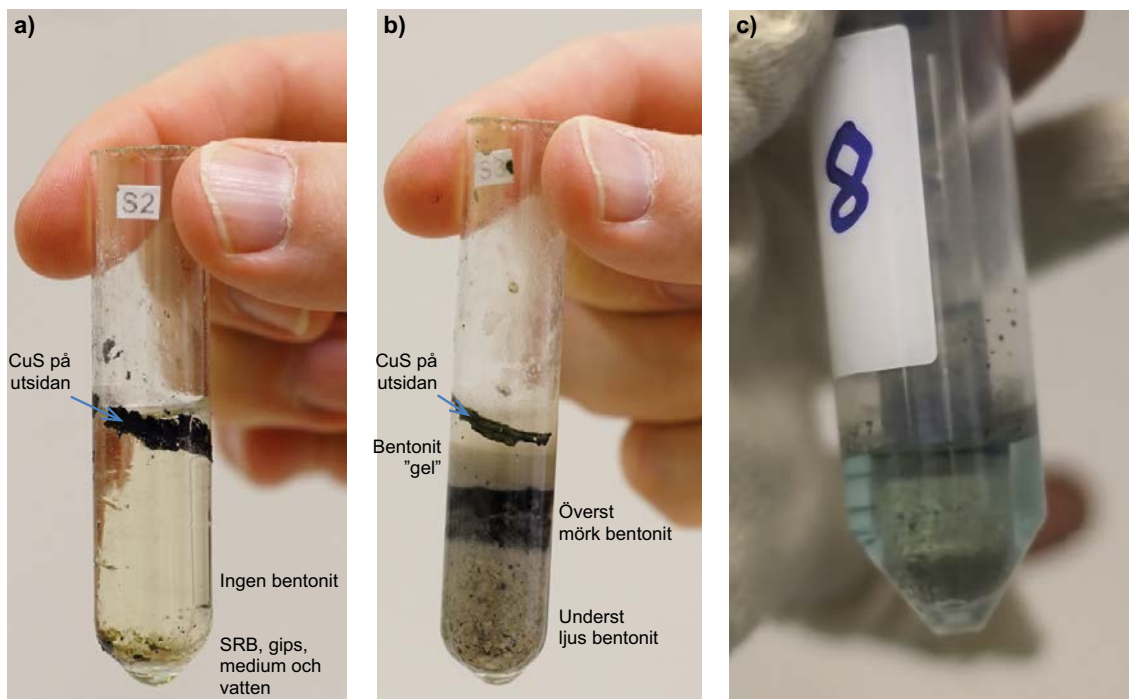 a)
S2
CuS på
utsidan
Ingen bentonit
SRB, gips,
medium och
vatten
b)
S3
CuS på
utsidan
Bentonit
”gel”
Överst
mörk bentonit
Underst
ljus bentonit
c)
8